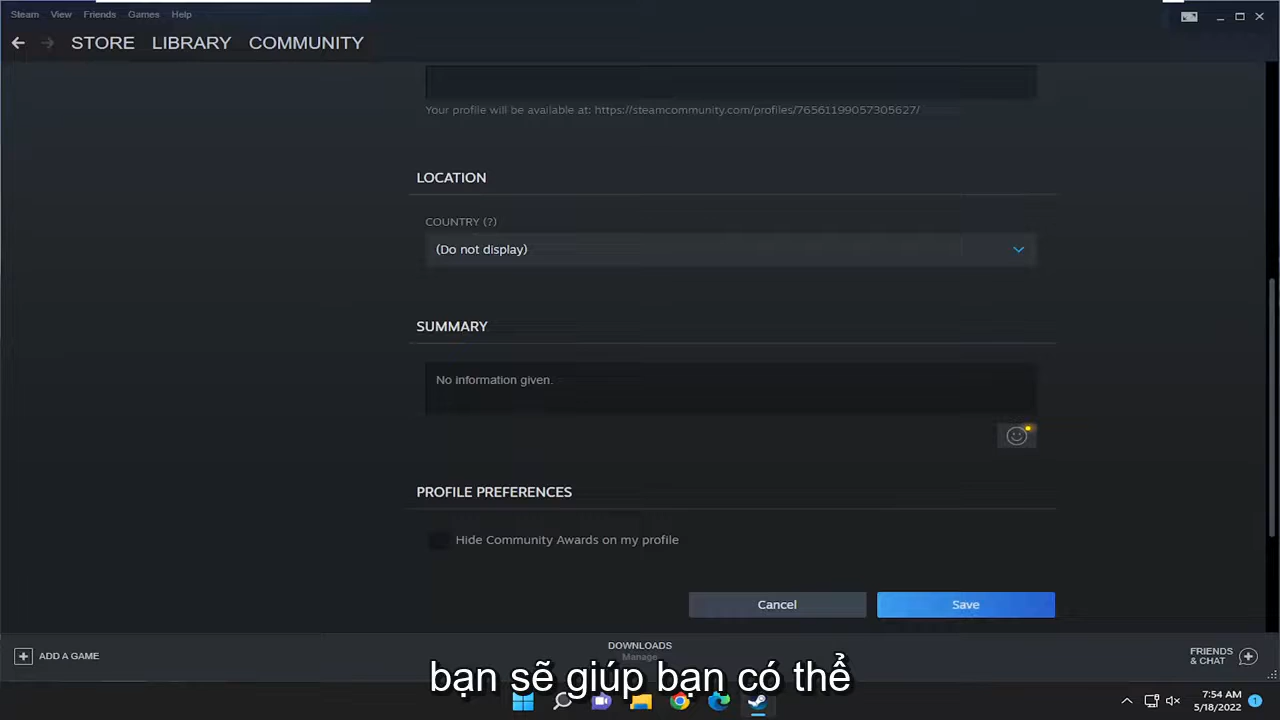 Steam View Friends Games Help
STORE LIBRARY COMMUNITY
Your profile will be available at: https://steamcommunity.com/profiles/76561199057305627/
LOCATION
COUNTRY (?)
(Do not display)
SUMMARY
No information given.
PROFILE PREFERENCES
Hide Community Awards on my profile
Cancel Save
DOWNLOADS
Manage
ADD A GAME
FRIENDS
& CHAT
bạn sẽ giúp bạn có thể
7:54 AM
5/18/2022
1